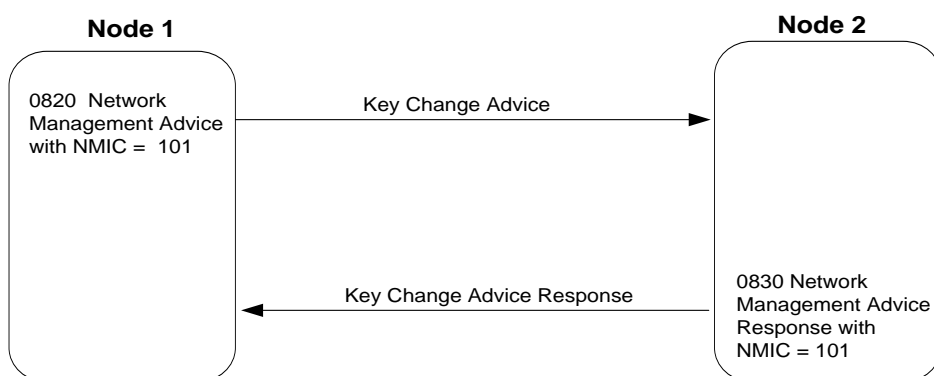 Node 1
Node 2
0820 Network
Management Advice
with NMIC = 101
Key Change Advice
Key Change Advice Response
0830 Network
Management Advice
Response with
NMIC = 101